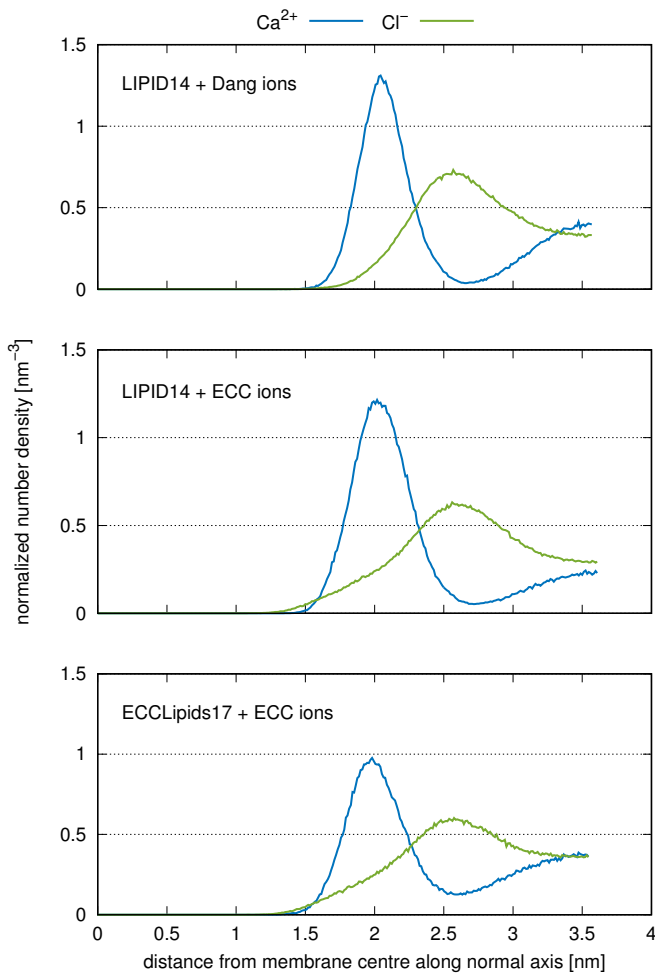 Ca²⁺ Cl⁻
1.5
LIPID14 + Dang ions
1
0.5
0
1.5
LIPID14 + ECC ions
1
0.5
0
1.5
ECCLipids17 + ECC ions
1
0.5
0
0 0.5 1 1.5 2 2.5 3 3.5 4
distance from membrane centre along normal axis [nm]
normalized number density [nm⁻³]